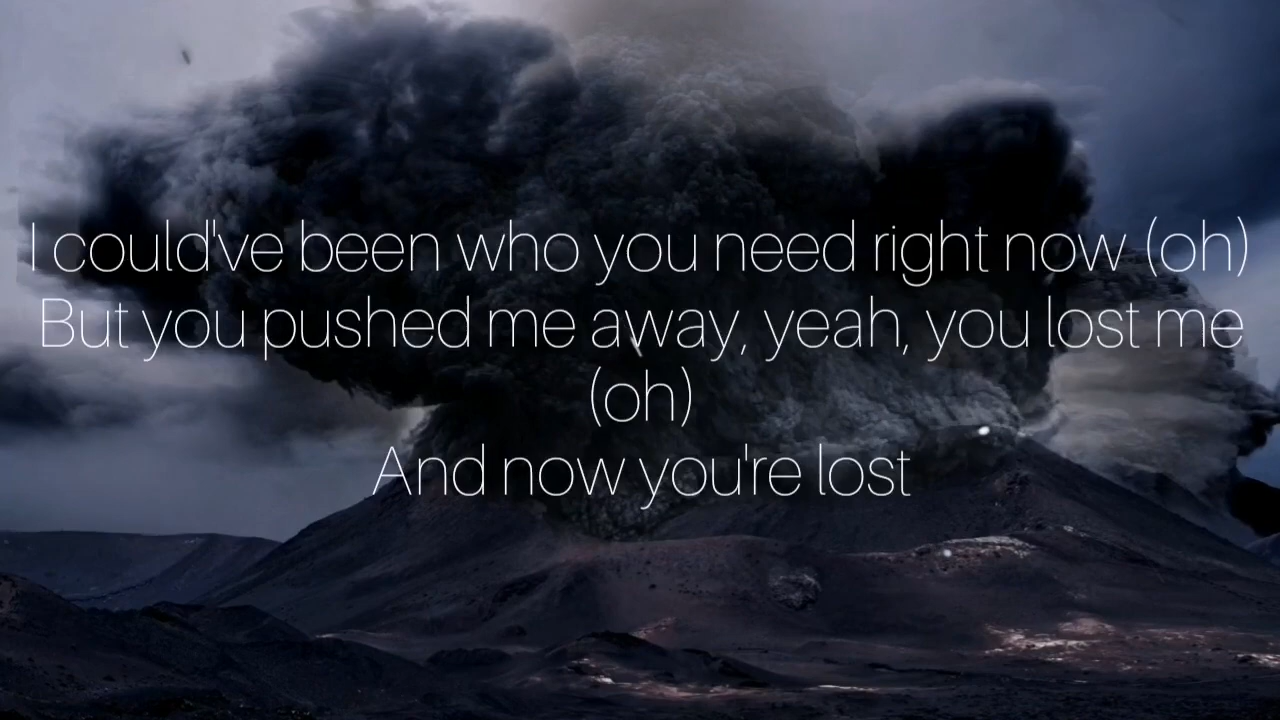 I could've been who you need right now (oh)
But you pushed me away, yeah, you lost me
(oh)
And now you're lost